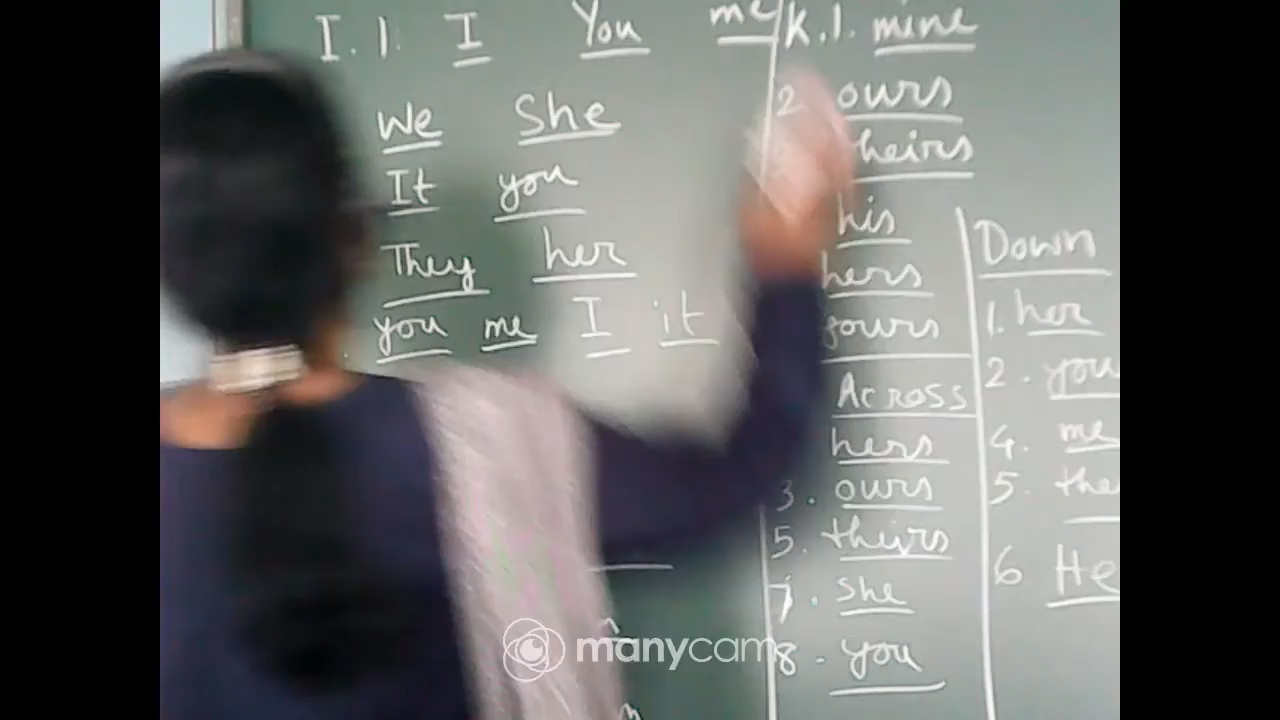 I. 1. I You me
We She
It you
They her
you me I it
K. 1. mine
2 ours
heirs
his
hers
yours
Across
hers
3. ours
5. theirs
7. she
8. you
Down
1. her
2. you
4. me
5. the
6 He
manycam